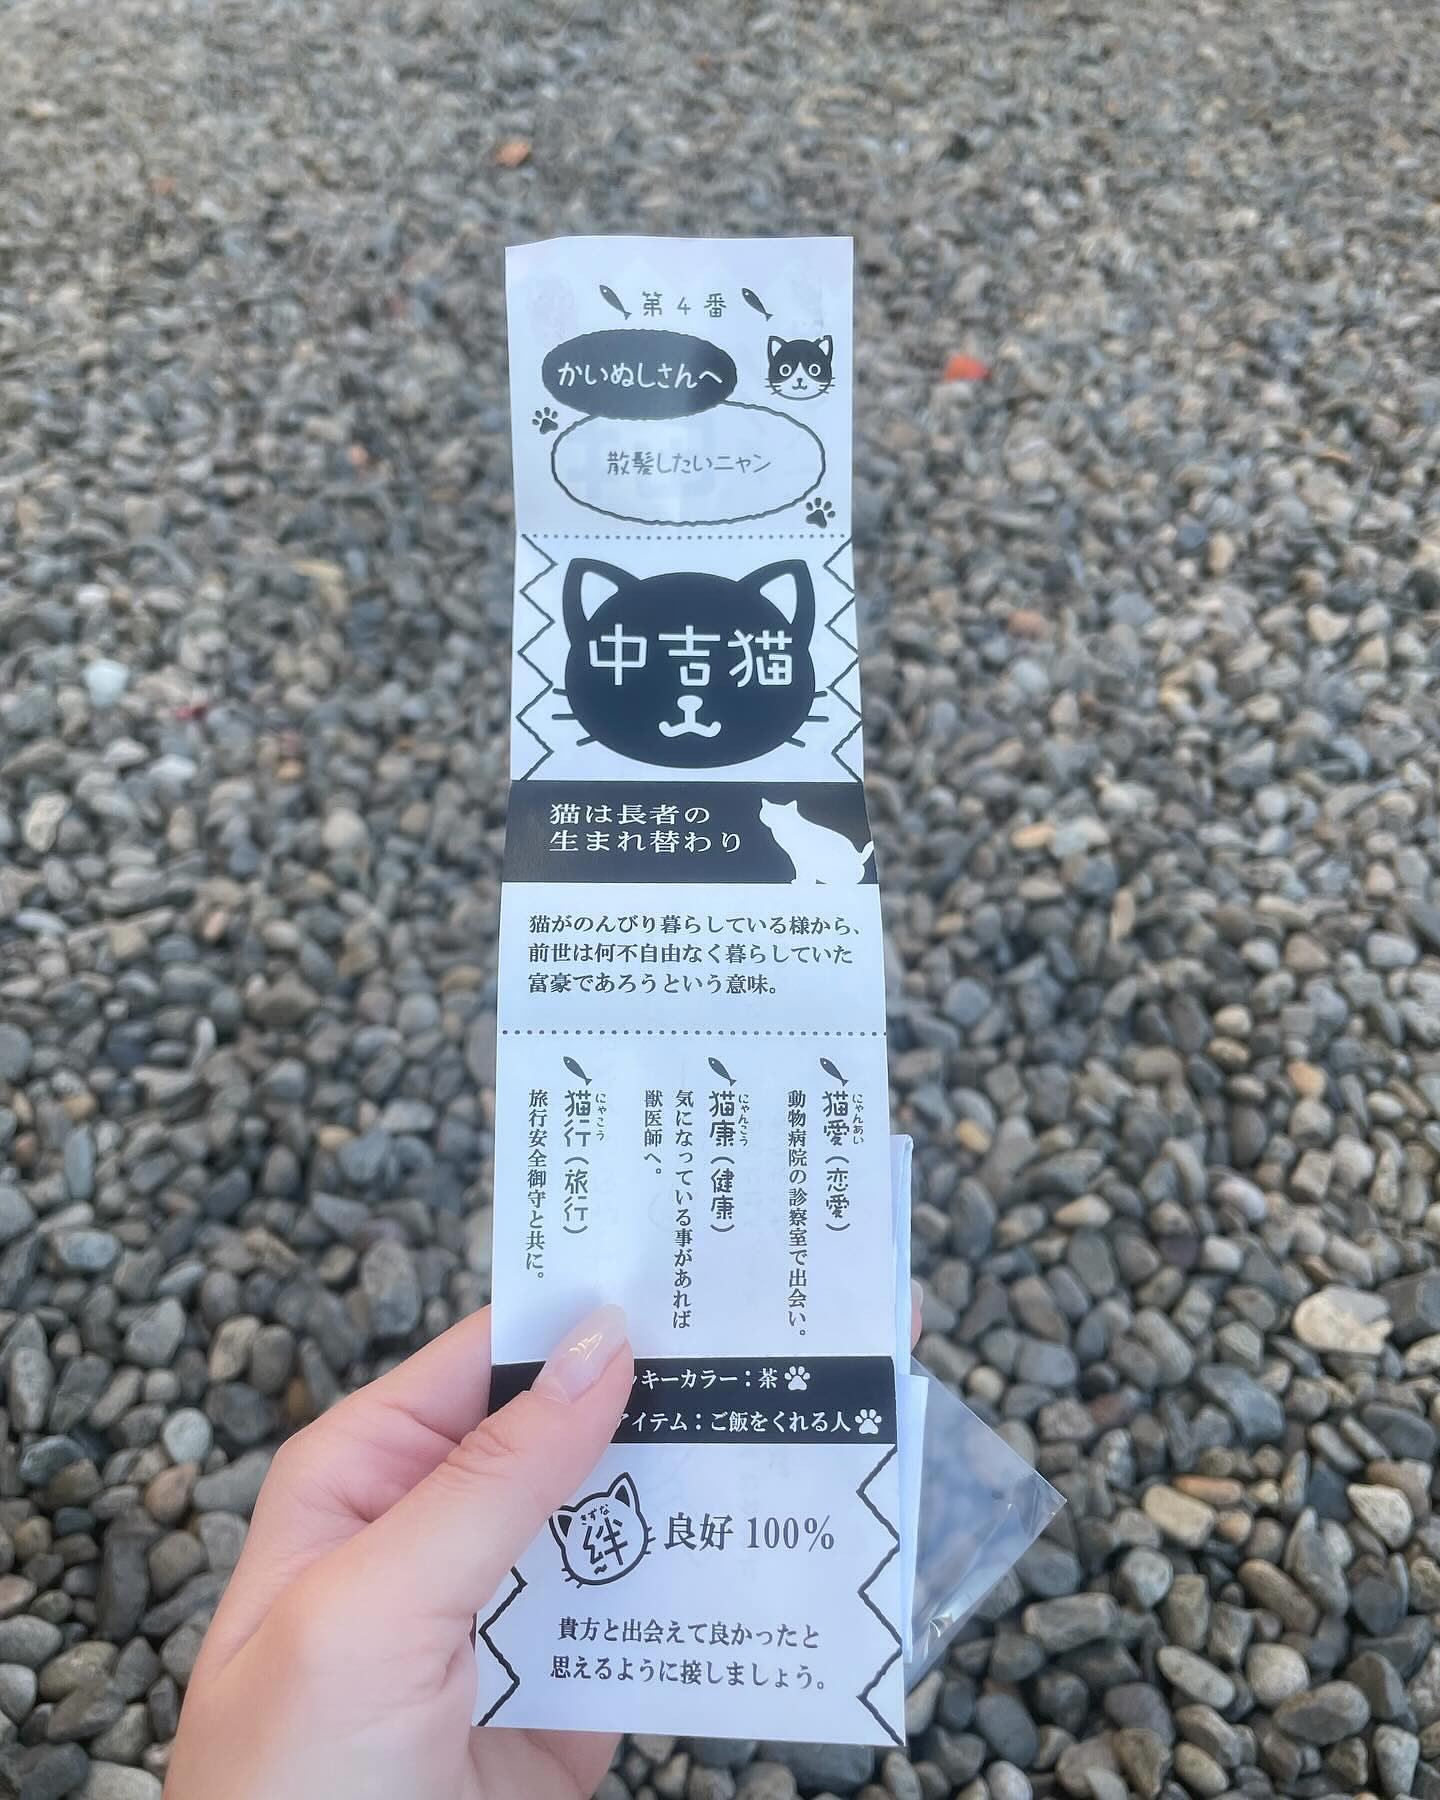 第4番
かいぬしさんへ
散髪したいニャン
中吉猫
猫は長者の
生まれ替わり
猫がのんびり暮らしている様から、
前世は何不自由なく暮らしていた
富豪であろうという意味。
猫愛（恋愛）
にゃんあい
動物病院の診察室で出会い。
猫康（健康）
にゃんこう
気になっている事があれば
獣医師へ。
猫行（旅行）
にゃこう
旅行安全御守と共に。
ッキーカラー：茶
アイテム：ご飯をくれる人
きずな
絆
良好 100%
貴方と出会えて良かったと
思えるように接しましょう。